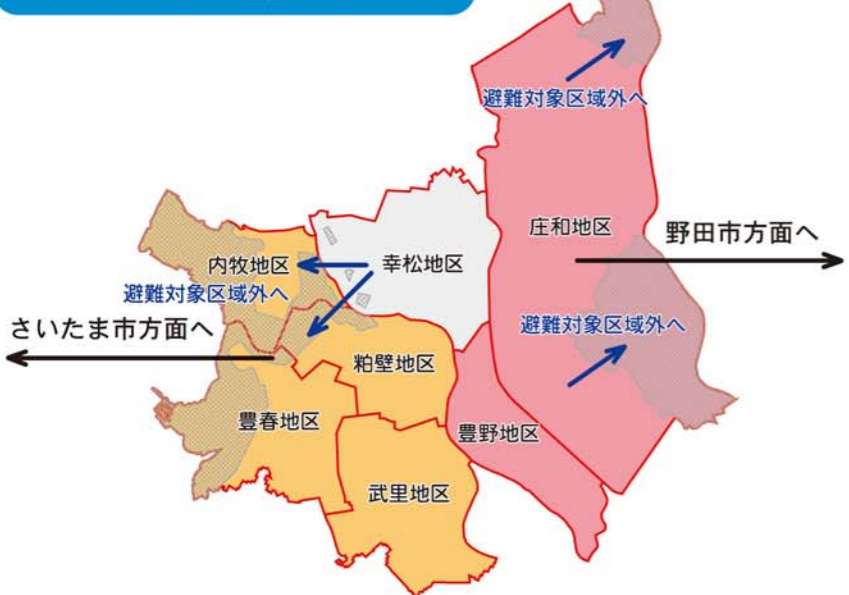 避難対象区域外へ
庄和地区
野田市方面へ
内牧地区
幸松地区
避難対象区域外へ
さいたま市方面へ
避難対象区域外へ
粕壁地区
豊春地区
豊野地区
武里地区